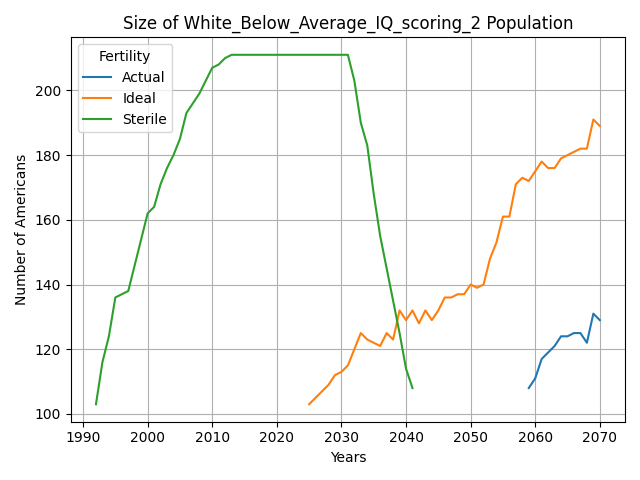 Size of White_Below_Average_IQ_scoring_2 Population
Fertility
Actual
Ideal
Sterile
Number of Americans
200
180
160
140
120
100
1990 2000 2010 2020 2030 2040 2050 2060 2070
Years